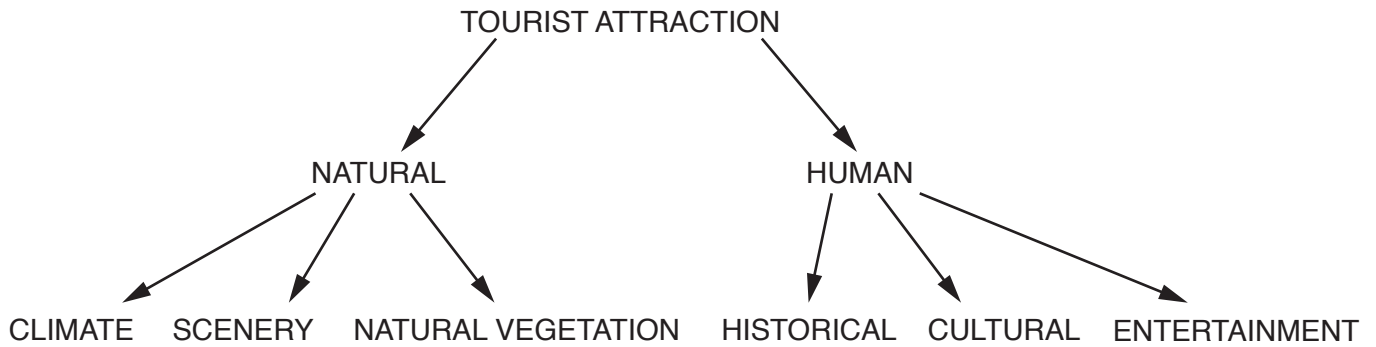 TOURIST ATTRACTION
NATURAL HUMAN
CLIMATE SCENERY NATURAL VEGETATION HISTORICAL CULTURAL ENTERTAINMENT